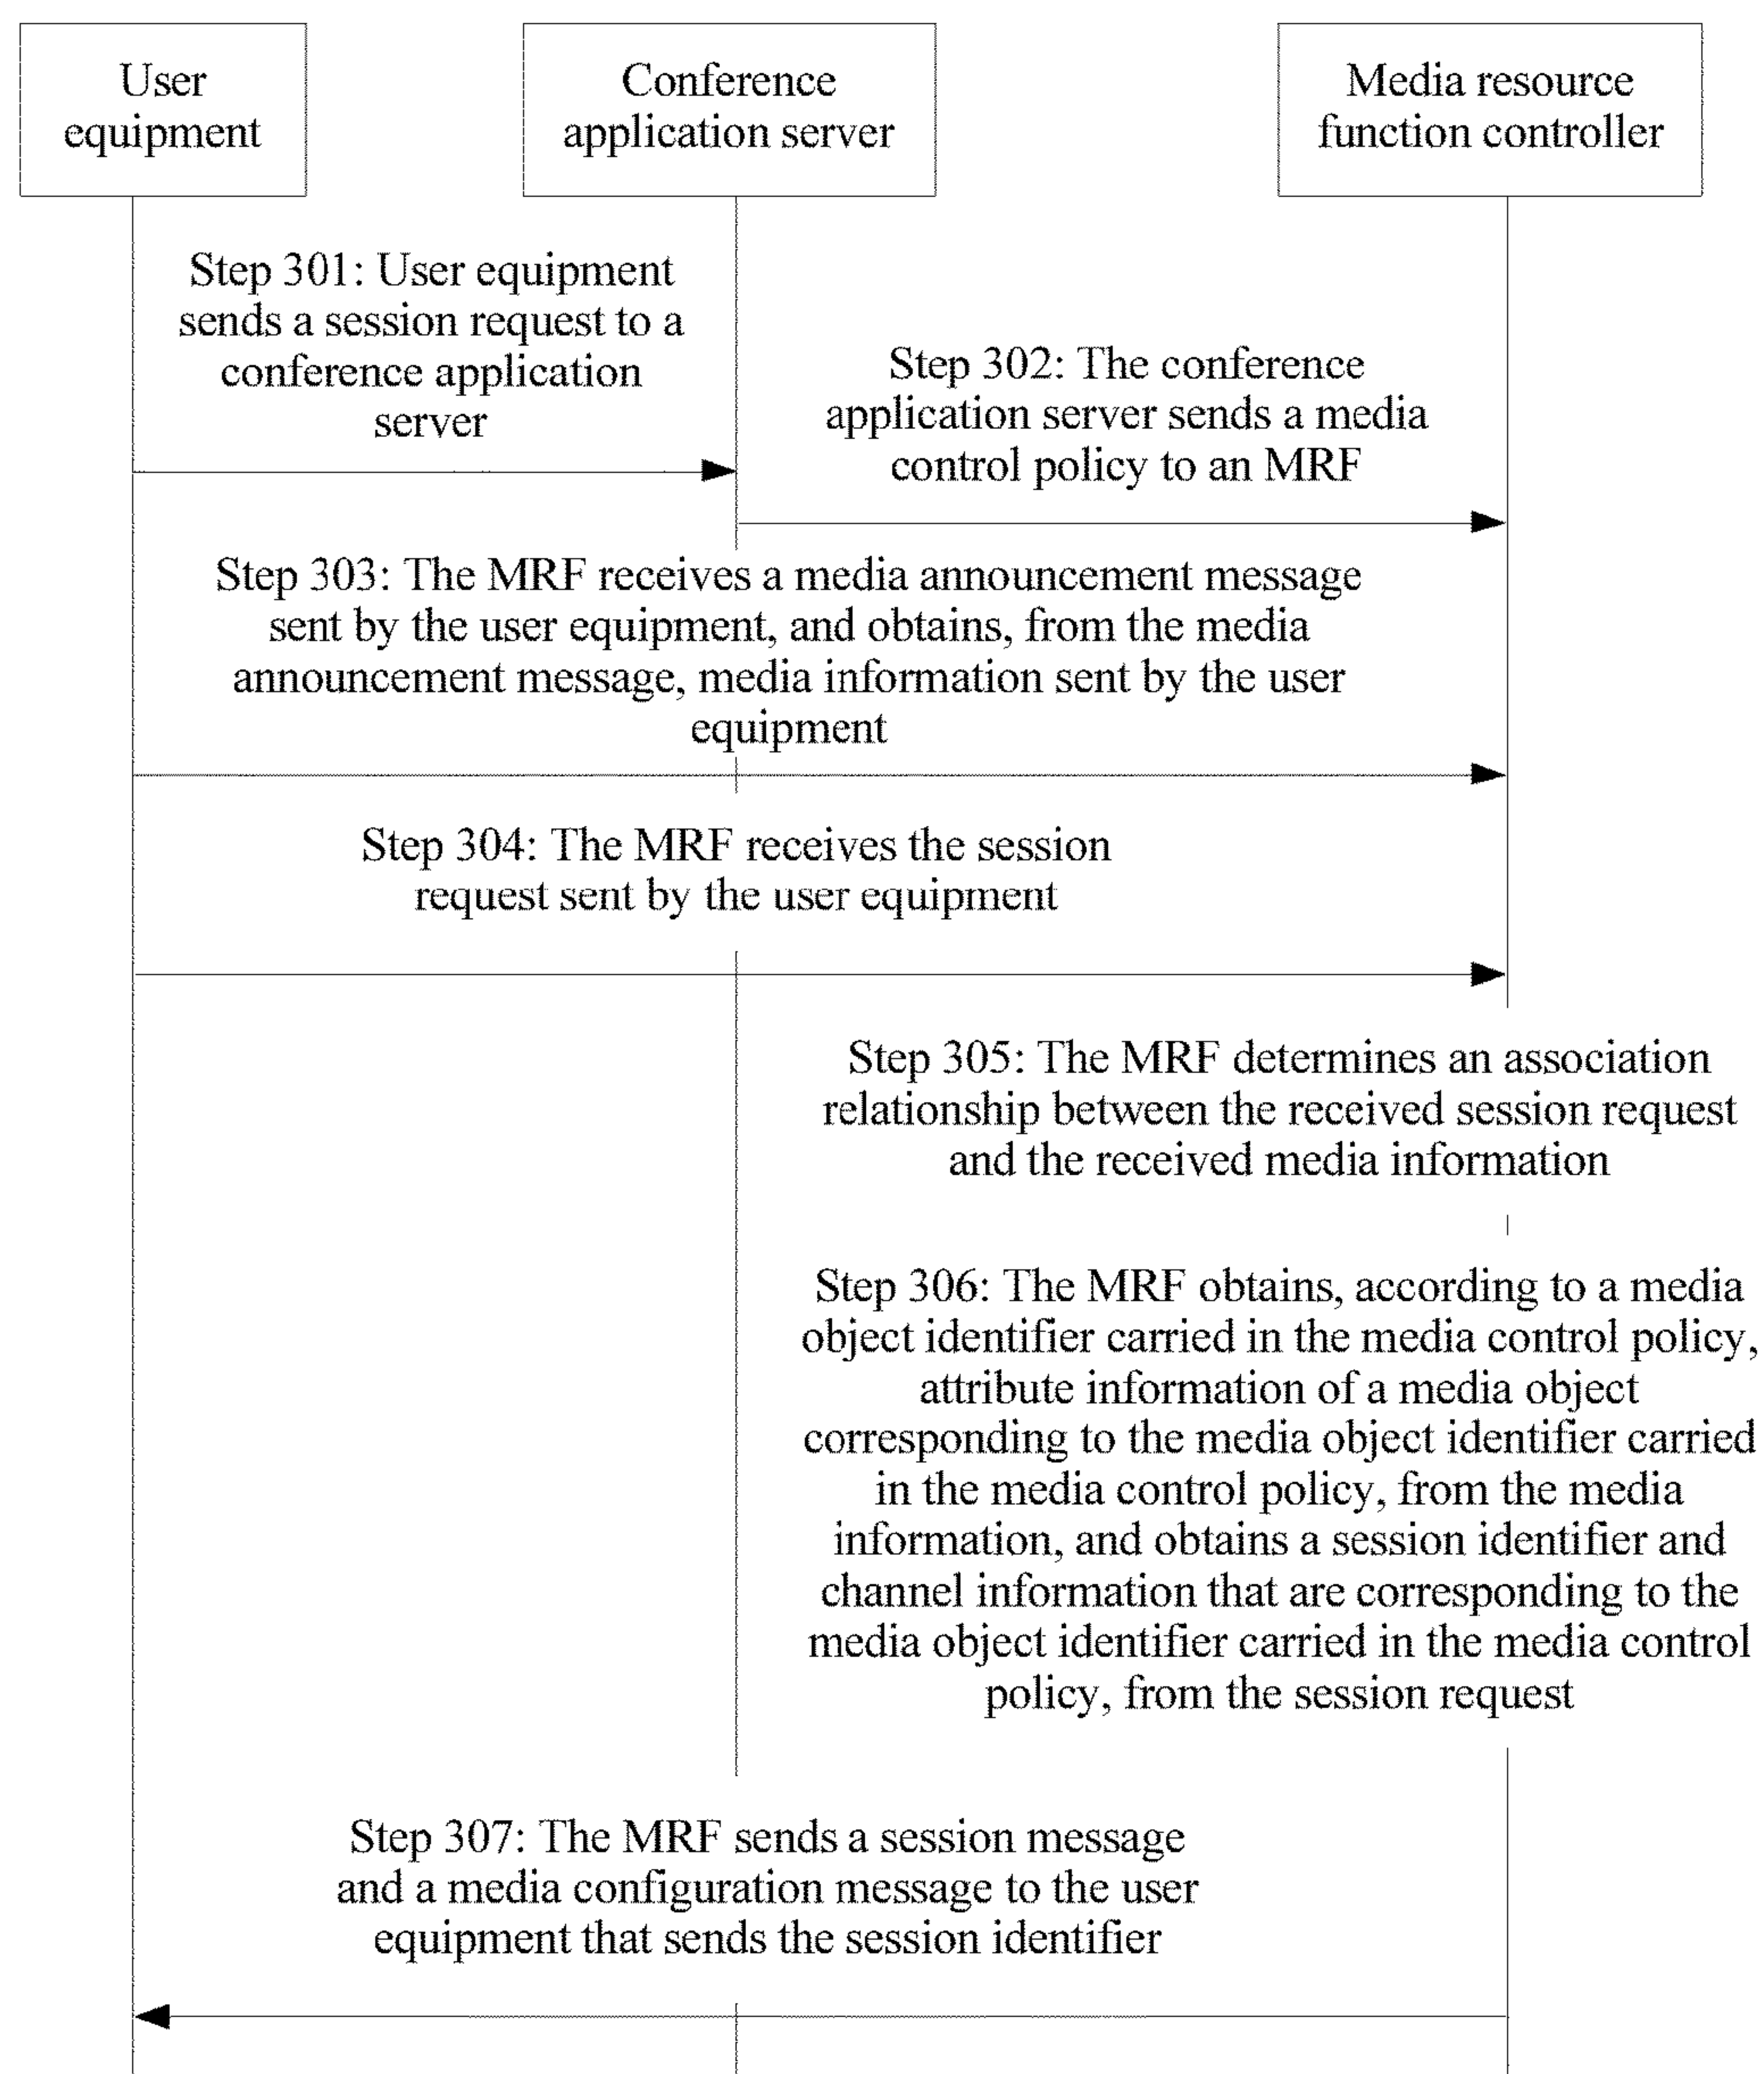 User
equipment
Conference
application server
Media resource
function controller
Step 301: User equipment
sends a session request to a
conference application
server
Step 302: The conference
application server sends a media
control policy to an MRF
Step 303: The MRF receives a media announcement message
sent by the user equipment, and obtains, from the media
announcement message, media information sent by the user
equipment
Step 304: The MRF receives the session
request sent by the user equipment
Step 305: The MRF determines an association
relationship between the received session request
and the received media information
Step 306: The MRF obtains, according to a media
object identifier carried in the media control policy,
attribute information of a media object
corresponding to the media object identifier carried
in the media control policy, from the media
information, and obtains a session identifier and
channel information that are corresponding to the
media object identifier carried in the media control
policy, from the session request
Step 307: The MRF sends a session message
and a media configuration message to the user
equipment that sends the session identifier